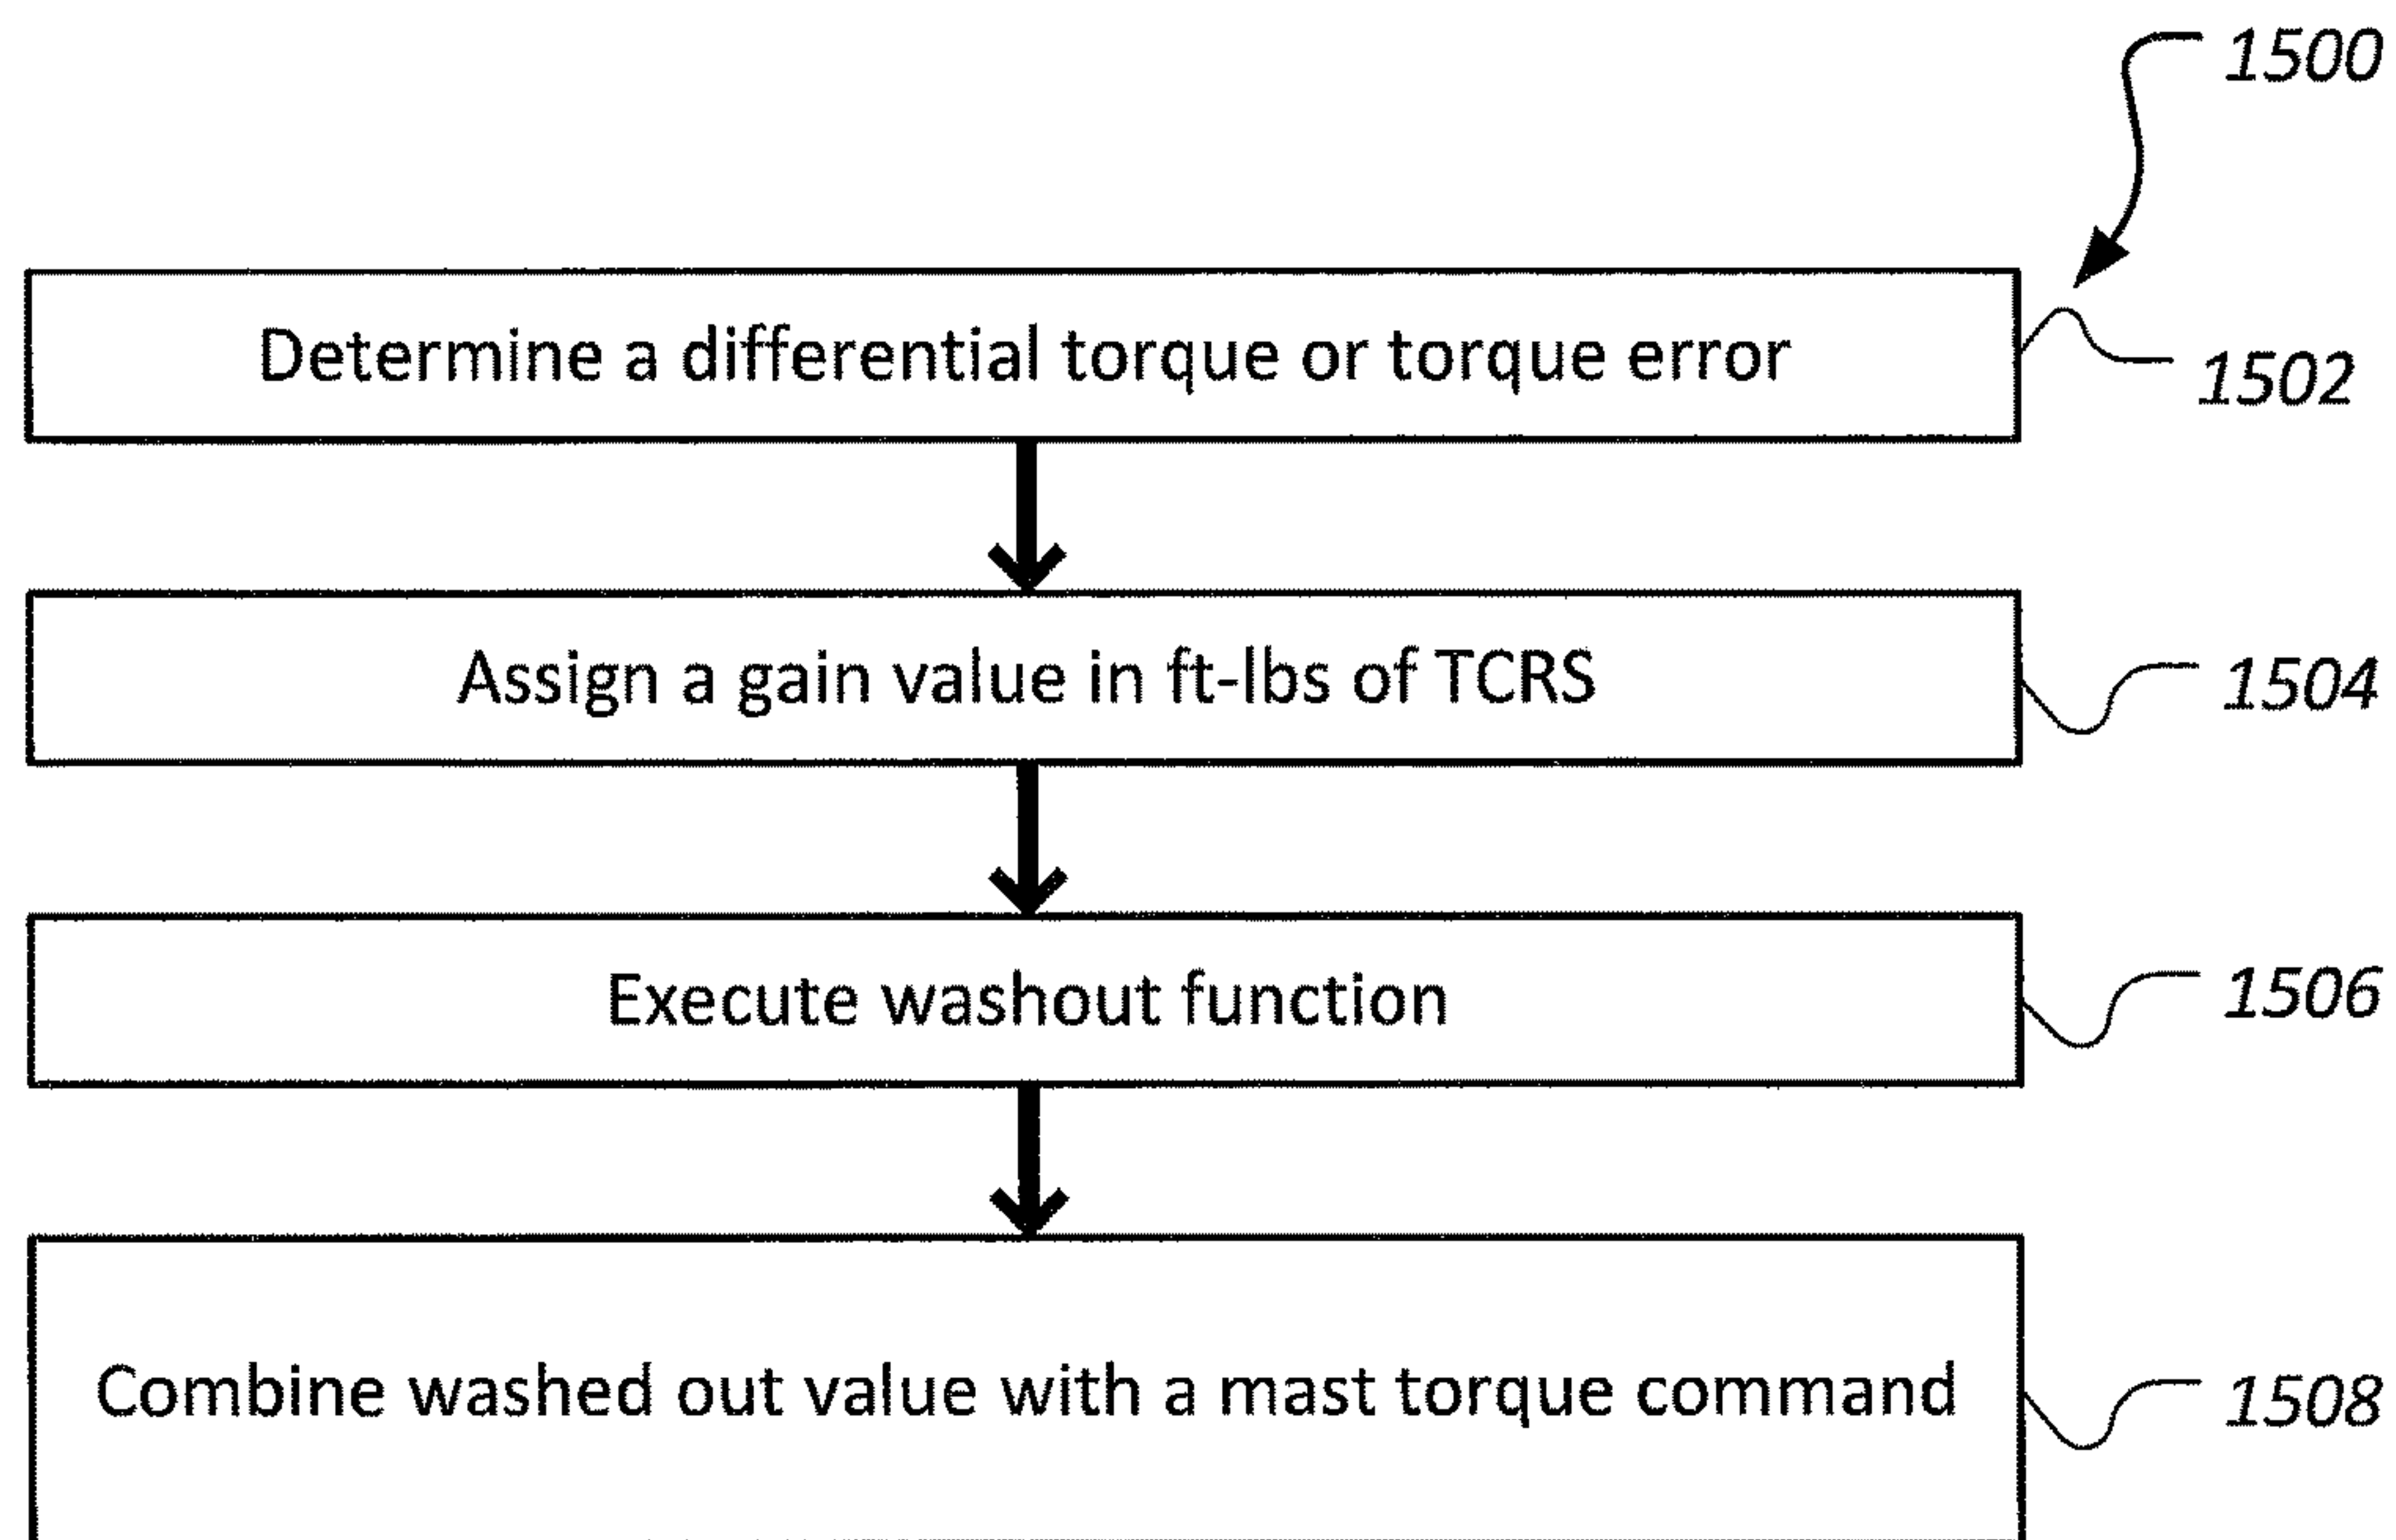 1500
Determine a differential torque or torque error
1502
Assign a gain value in ft-lbs of TCRS
1504
Execute washout function
1506
Combine washed out value with a mast torque command
1508